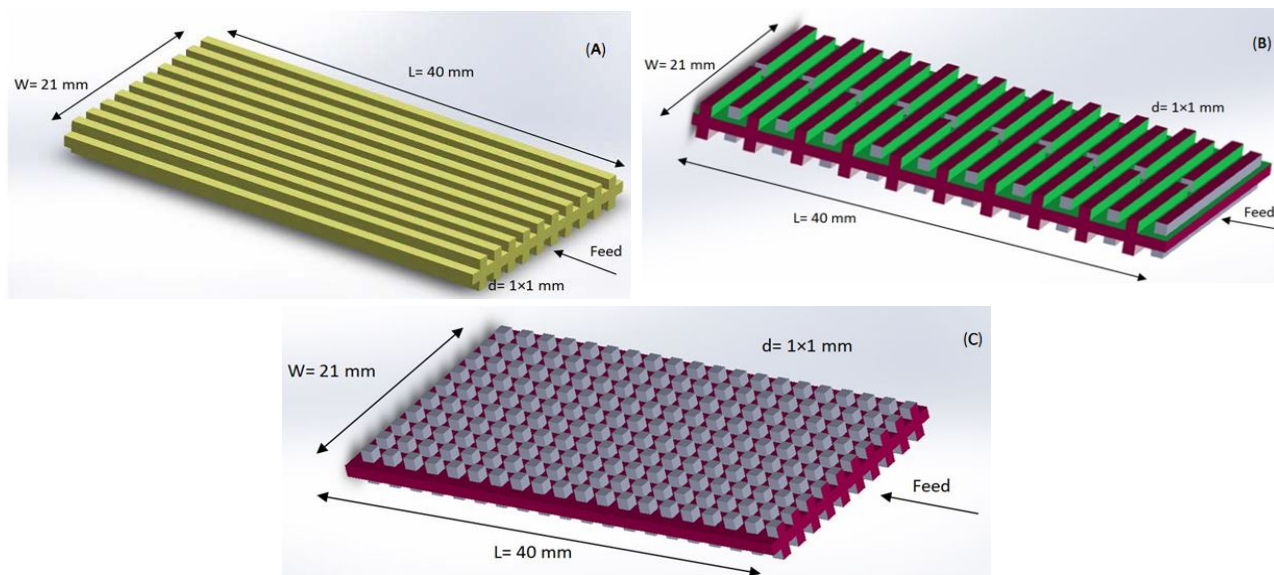 (A)
W= 21 mm
L= 40 mm
Feed
d= 1×1 mm
(B)
W= 21 mm
d= 1×1 mm
L= 40 mm
Feed
(C)
d= 1×1 mm
W= 21 mm
Feed
L= 40 mm